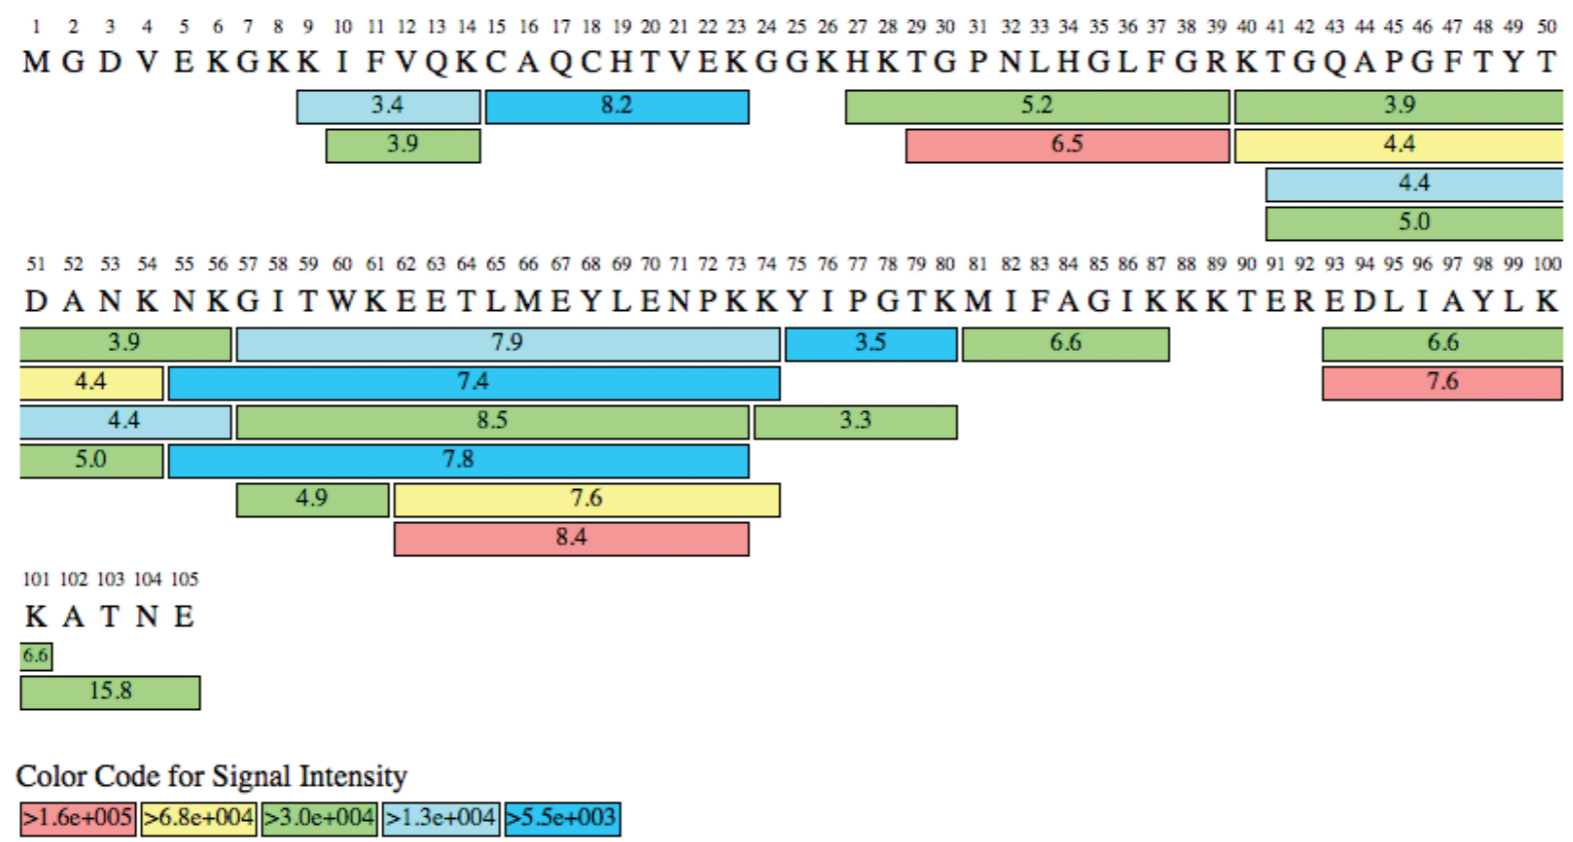 1 2 3 4 5 6 7 8 9 10 11 12 13 14 15 16 17 18 19 20 21 22 23 24 25 26 27 28 29 30 31 32 33 34 35 36 37 38 39 40 41 42 43 44 45 46 47 48 49 50
M G D V E K G K K I F V Q K C A Q C H T V E K G G K H K T G P N L H G L F G R K T G Q A P G F T Y T
3.4 8.2 5.2 3.9
3.9 6.5 4.4
4.4
5.0
51 52 53 54 55 56 57 58 59 60 61 62 63 64 65 66 67 68 69 70 71 72 73 74 75 76 77 78 79 80 81 82 83 84 85 86 87 88 89 90 91 92 93 94 95 96 97 98 99 100
D A N K N K G I T W K E E T L M E Y L E N P K K Y I P G T K M I F A G I K K K T E R E D L I A Y L K
3.9 7.9 3.5 6.6 6.6
4.4 7.4 7.6
4.4 8.5 3.3
5.0 7.8
4.9 7.6
8.4
101 102 103 104 105
K A T N E
6.6
15.8
Color Code for Signal Intensity
>1.6e+005 >6.8e+004 >3.0e+004 >1.3e+004 >5.5e+003